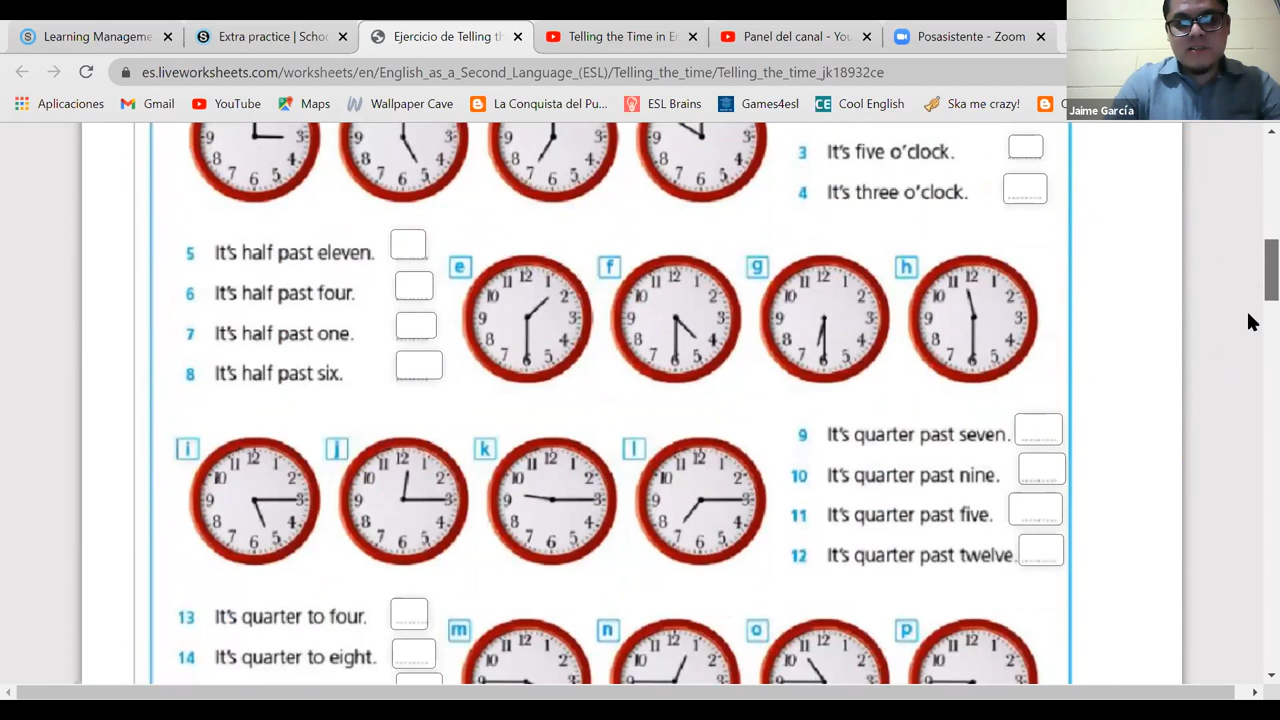 Learning Manageme
Extra practice | Schoo
Ejercicio de Telling th
Telling the Time in En
Panel del canal - You
Posasistente - Zoom
es.liveworksheets.com/worksheets/en/English_as_a_Second_Language_(ESL)/Telling_the_time/Telling_the_time_jk18932ce
Aplicaciones
Gmail
YouTube
Maps
Wallpaper Cave
La Conquista del Pu...
ESL Brains
Games4esl
CE Cool English
Ska me crazy!
Jaime García
3 It's five o'clock.
4 It's three o'clock.
5 It's half past eleven.
6 It's half past four.
7 It's half past one.
8 It's half past six.
e
f
g
h
i
j
k
l
9 It's quarter past seven.
10 It's quarter past nine.
11 It's quarter past five.
12 It's quarter past twelve.
13 It's quarter to four.
14 It's quarter to eight.
m
n
o
p